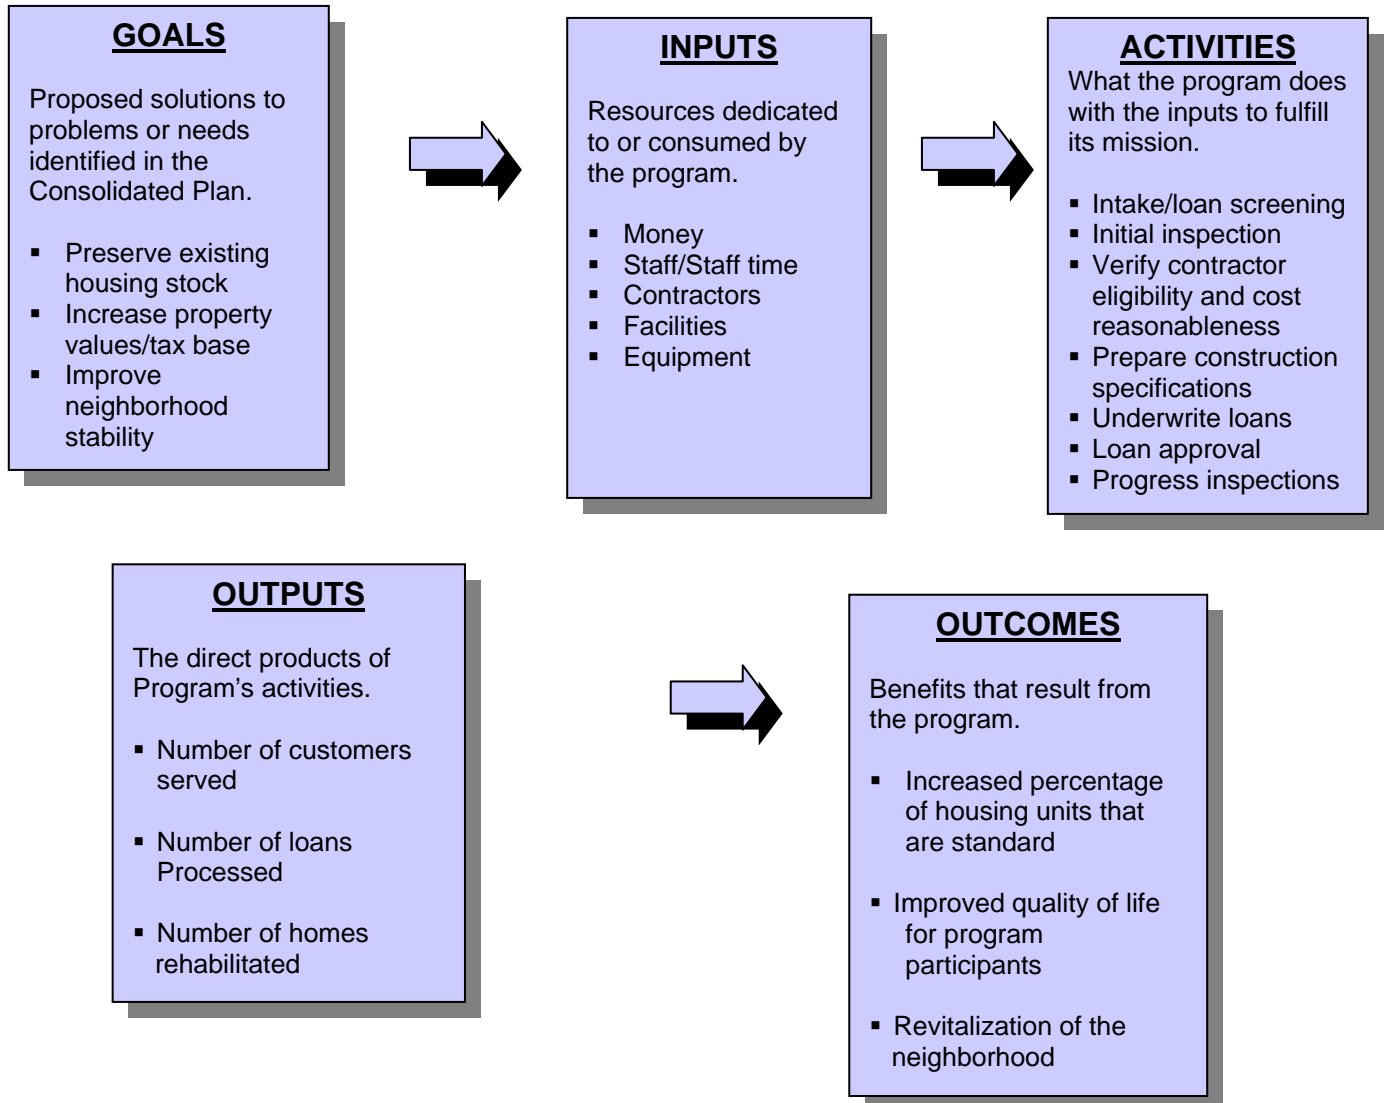 GOALS
Proposed solutions to
problems or needs
identified in the
Consolidated Plan.
▪ Preserve existing
housing stock
▪ Increase property
values/tax base
▪ Improve
neighborhood
stability
INPUTS
Resources dedicated
to or consumed by
the program.
▪ Money
▪ Staff/Staff time
▪ Contractors
▪ Facilities
▪ Equipment
ACTIVITIES
What the program does
with the inputs to fulfill
its mission.
▪ Intake/loan screening
▪ Initial inspection
▪ Verify contractor
eligibility and cost
reasonableness
▪ Prepare construction
specifications
▪ Underwrite loans
▪ Loan approval
▪ Progress inspections
OUTPUTS
The direct products of
Program’s activities.
▪ Number of customers
served
▪ Number of loans
Processed
▪ Number of homes
rehabilitated
OUTCOMES
Benefits that result from
the program.
▪ Increased percentage
of housing units that
are standard
▪ Improved quality of life
for program
participants
▪ Revitalization of the
neighborhood